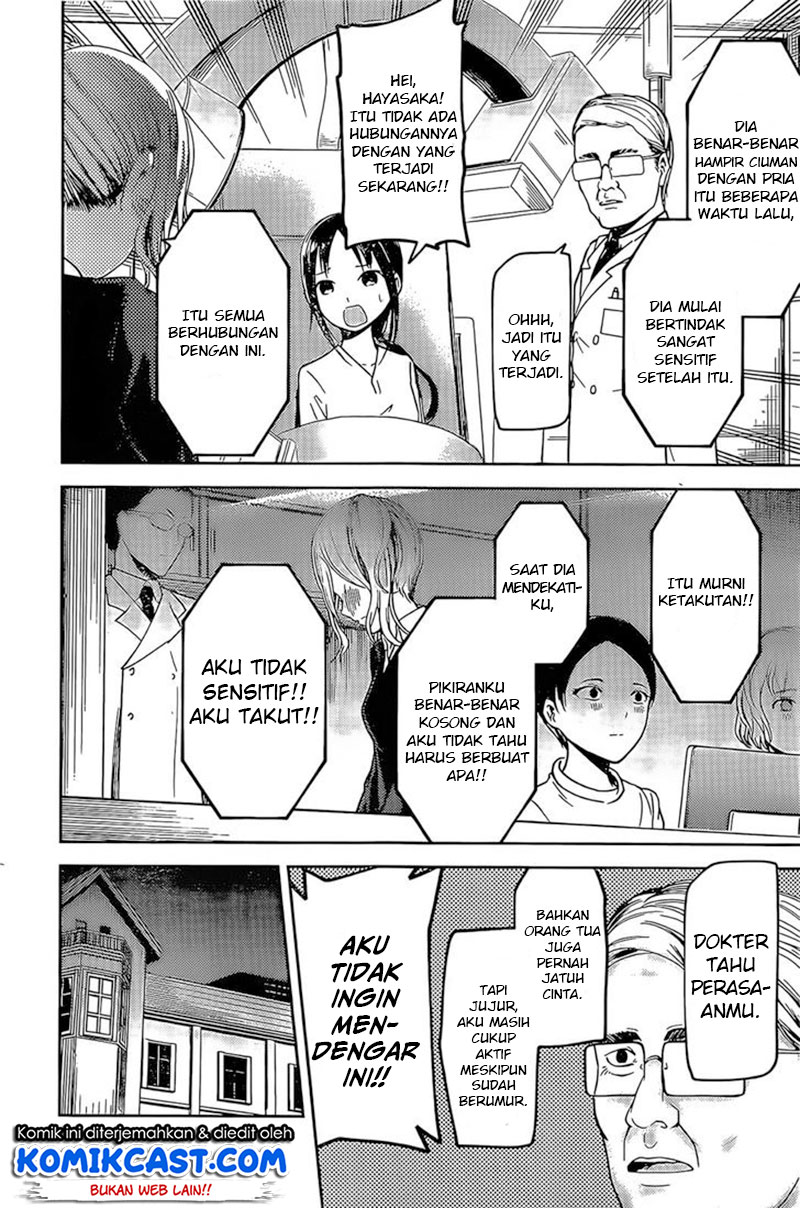 DIA
BENAR-BENAR
HAMPIR CIUMAN
DENGAN PRIA
ITU BEBERAPA
WAKTU LALU,
DIA MULAI
BERTINDAK
SANGAT
SENSITIF
SETELAH ITU.
OHHH,
JADI ITU
YANG
TERJADI.
HEI,
HAYASAKA!
ITU TIDAK ADA
HUBUNGANNYA
DENGAN YANG
TERJADI
SEKARANG!!
ITU SEMUA
BERHUBUNGAN
DENGAN INI.
ITU MURNI
KETAKUTAN!!
SAAT DIA
MENDEKATI-
KU,
PIKIRANKU
BENAR-BENAR
KOSONG DAN
AKU TIDAK TAHU
HARUS BERBUAT
APA!!
AKU TIDAK
SENSITIF!!
AKU TAKUT!!
DOKTER
TAHU
PERASA-
ANMU.
BAHKAN
ORANG TUA
JUGA
PERNAH
JATUH
CINTA.
TAPI
JUJUR,
AKU MASIH
CUKUP
AKTIF
MESKIPUN
SUDAH
BERUMUR.
AKU
TIDAK
INGIN
MEN-
DENGAR
INI!!
Komik ini diterjemahkan & diedit oleh
KOMIKCAST.COM
BUKAN WEB LAIN!!